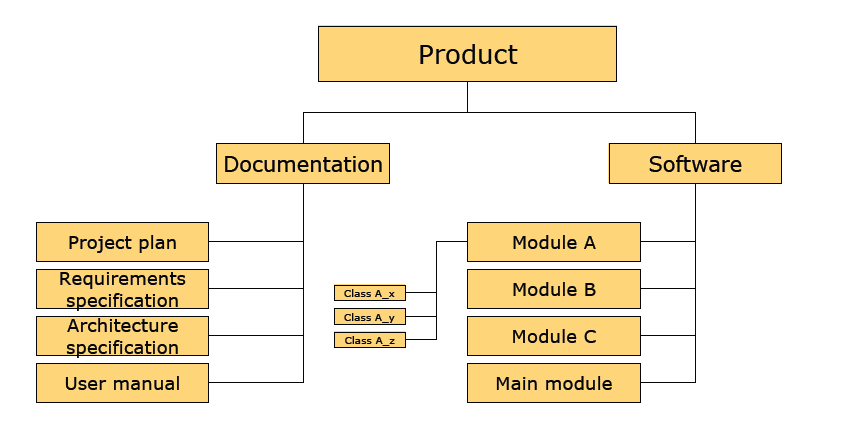 Product
Documentation
Software
Project plan
Requirements
specification
Architecture
specification
User manual
Class A_x
Class A_y
Class A_z
Module A
Module B
Module C
Main module